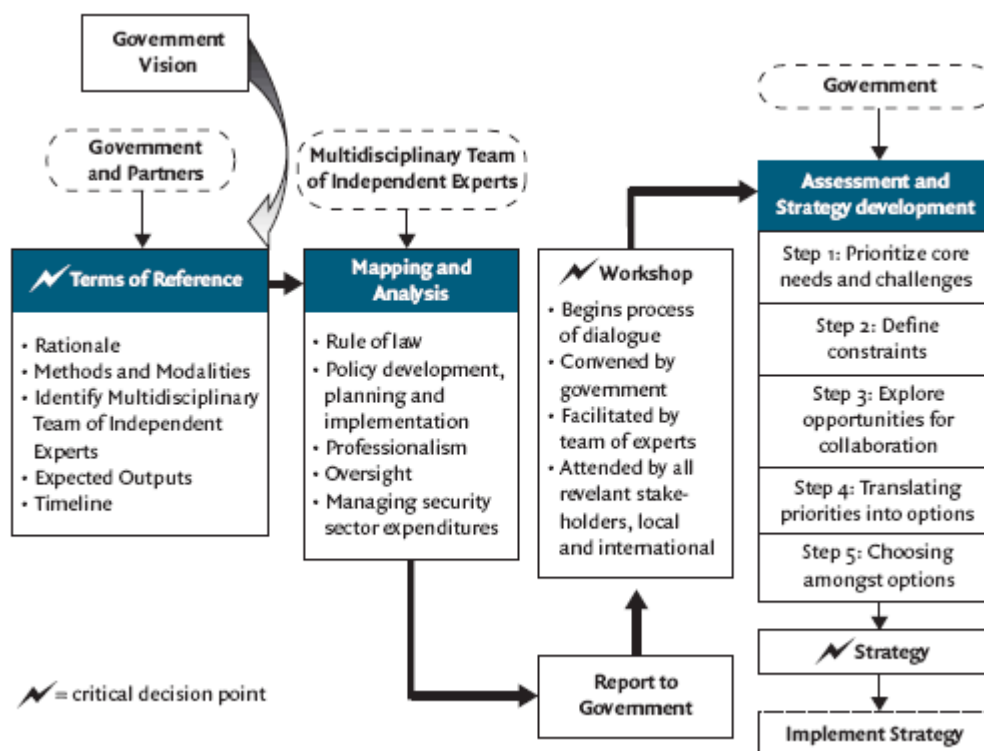 Government
Vision
Government
and Partners
Terms of Reference
• Rationale
• Methods and Modalities
• Identify Multidisciplinary
Team of Independent
Experts
• Expected Outputs
• Timeline
Multidisciplinary Team
of Independent Experts
Mapping and
Analysis
• Rule of law
• Policy development,
planning and
implementation
• Professionalism
• Oversight
• Managing security
sector expenditures
Report to
Government
Workshop
• Begins process
of dialogue
• Convened by
government
• Facilitated by
team of experts
• Attended by all
revelant stake-
holders, local
and international
Government
Assessment and
Strategy development
Step 1: Prioritize core
needs and challenges
Step 2: Define
constraints
Step 3: Explore
opportunities for
collaboration
Step 4: Translating
priorities into options
Step 5: Choosing
amongst options
Strategy
Implement Strategy
= critical decision point